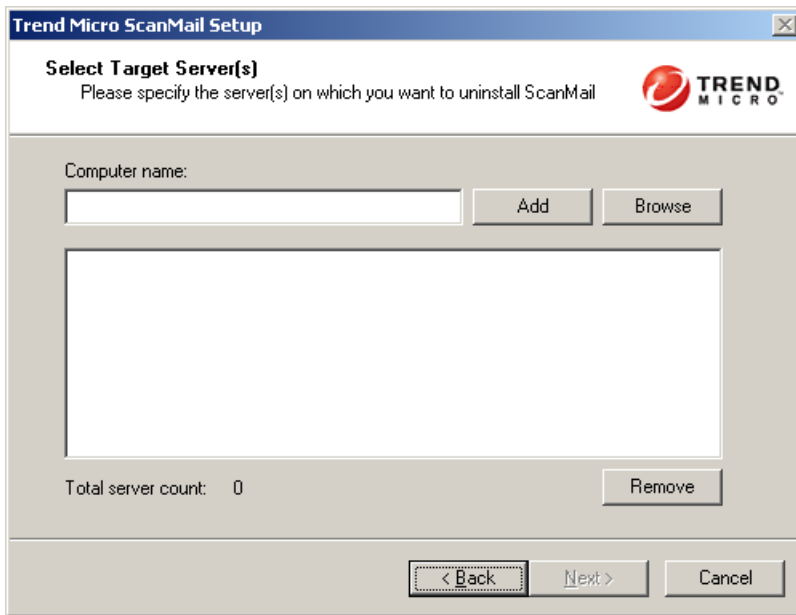 Trend Micro ScanMail Setup
Select Target Server(s)
Please specify the server(s) on which you want to uninstall ScanMail
TREND
MICRO™
Computer name:
Add
Browse
Total server count: 0
Remove
< Back
Next >
Cancel